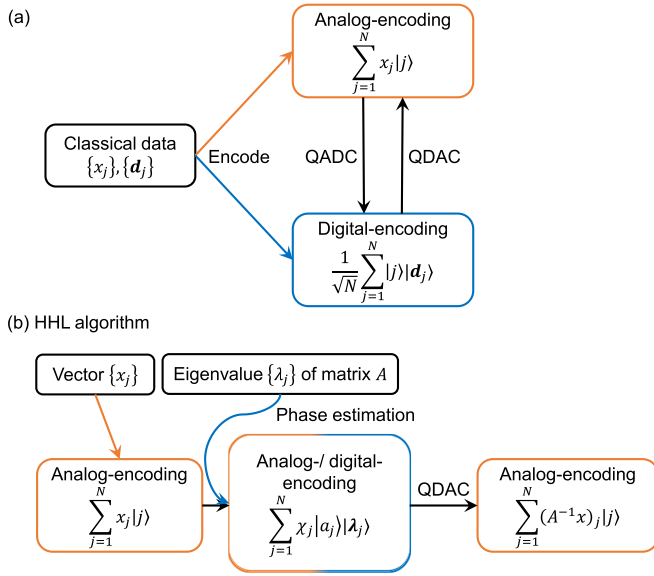 (a)
Analog-encoding
∑_{j=1}^{N} x_j|j⟩
Classical data
{x_j}, {𝒅_j}
Encode
QADC
QDAC
Digital-encoding
1/√N ∑_{j=1}^{N} |j⟩|𝒅_j⟩
(b) HHL algorithm
Vector {x_j}
Eigenvalue {λ_j} of matrix A
Phase estimation
Analog-encoding
∑_{j=1}^{N} x_j|j⟩
Analog-/ digital-
encoding
∑_{j=1}^{N} χ_j|a_j⟩|𝝀_j⟩
QDAC
Analog-encoding
∑_{j=1}^{N} (A^{-1}x)_j|j⟩